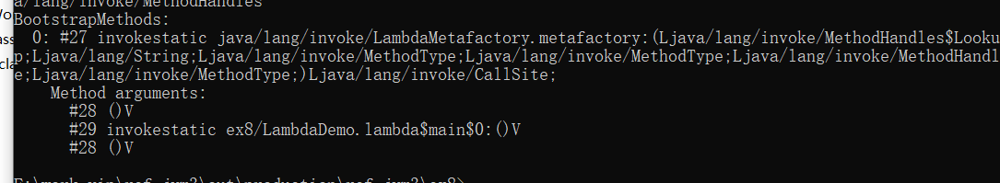 a/lang/invoke/MethodHandles
BootstrapMethods:
0: #27 invokestatic java/lang/invoke/LambdaMetafactory.metafactory:(Ljava/lang/invoke/MethodHandles$Looku
p;Ljava/lang/String;Ljava/lang/invoke/MethodType;Ljava/lang/invoke/MethodType;Ljava/lang/invoke/MethodHandl
e;Ljava/lang/invoke/MethodType;)Ljava/lang/invoke/CallSite;
Method arguments:
#28 ()V
#29 invokestatic ex8/LambdaDemo.lambda$main$0:()V
#28 ()V